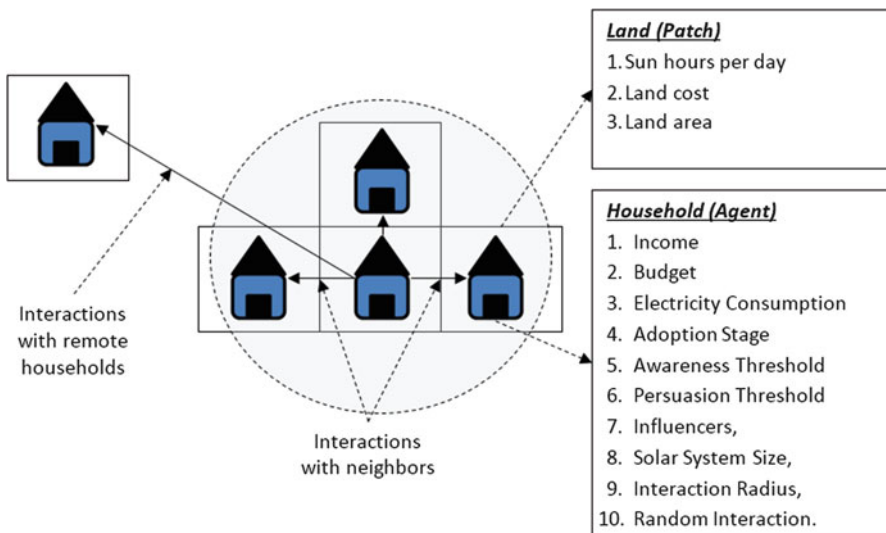 Land (Patch)
1. Sun hours per day
2. Land cost
3. Land area
Household (Agent)
1. Income
2. Budget
3. Electricity Consumption
4. Adoption Stage
5. Awareness Threshold
6. Persuasion Threshold
7. Influencers,
8. Solar System Size,
9. Interaction Radius,
10. Random Interaction.
Interactions
with remote
households
Interactions
with neighbors